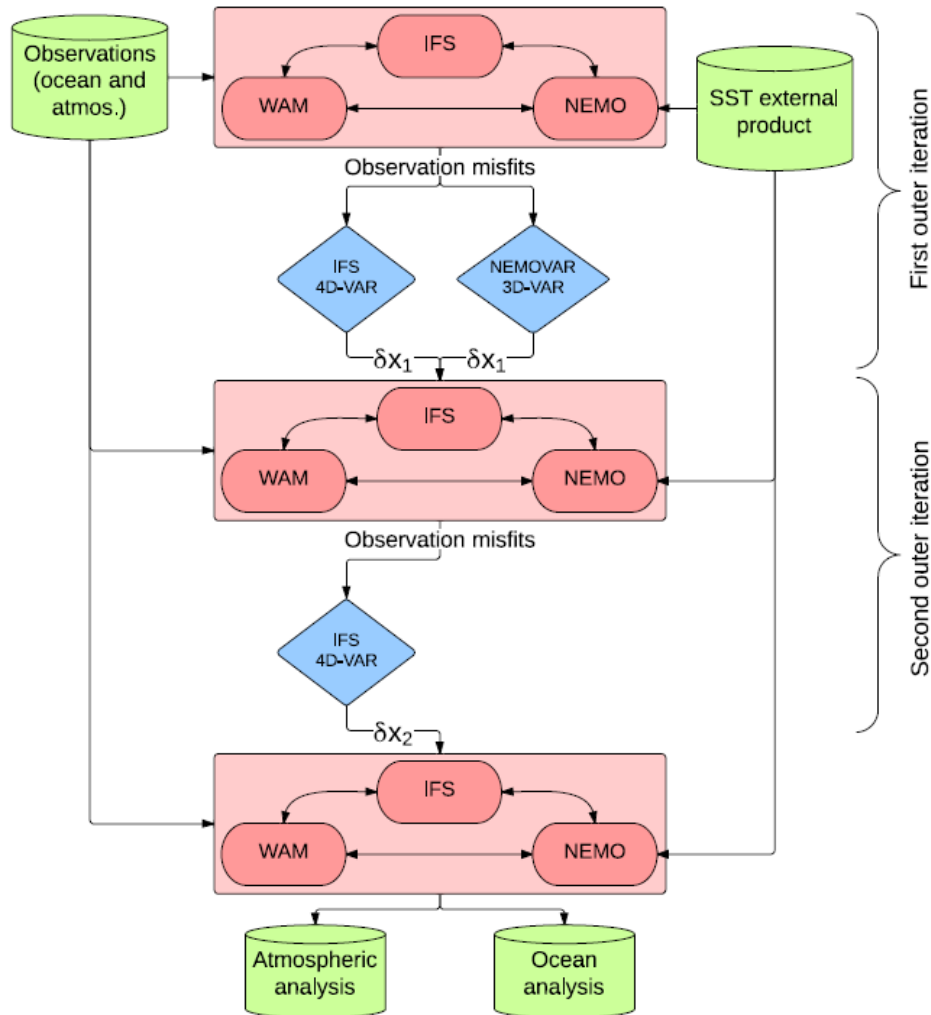 Observations
(ocean and
atmos.)
IFS
WAM
NEMO
SST external
product
First outer iteration
Observation misfits
IFS
4D-VAR
NEMOVAR
3D-VAR
δx₁
δx₁
IFS
WAM
NEMO
Second outer iteration
Observation misfits
IFS
4D-VAR
δx₂
IFS
WAM
NEMO
Atmospheric
analysis
Ocean
analysis